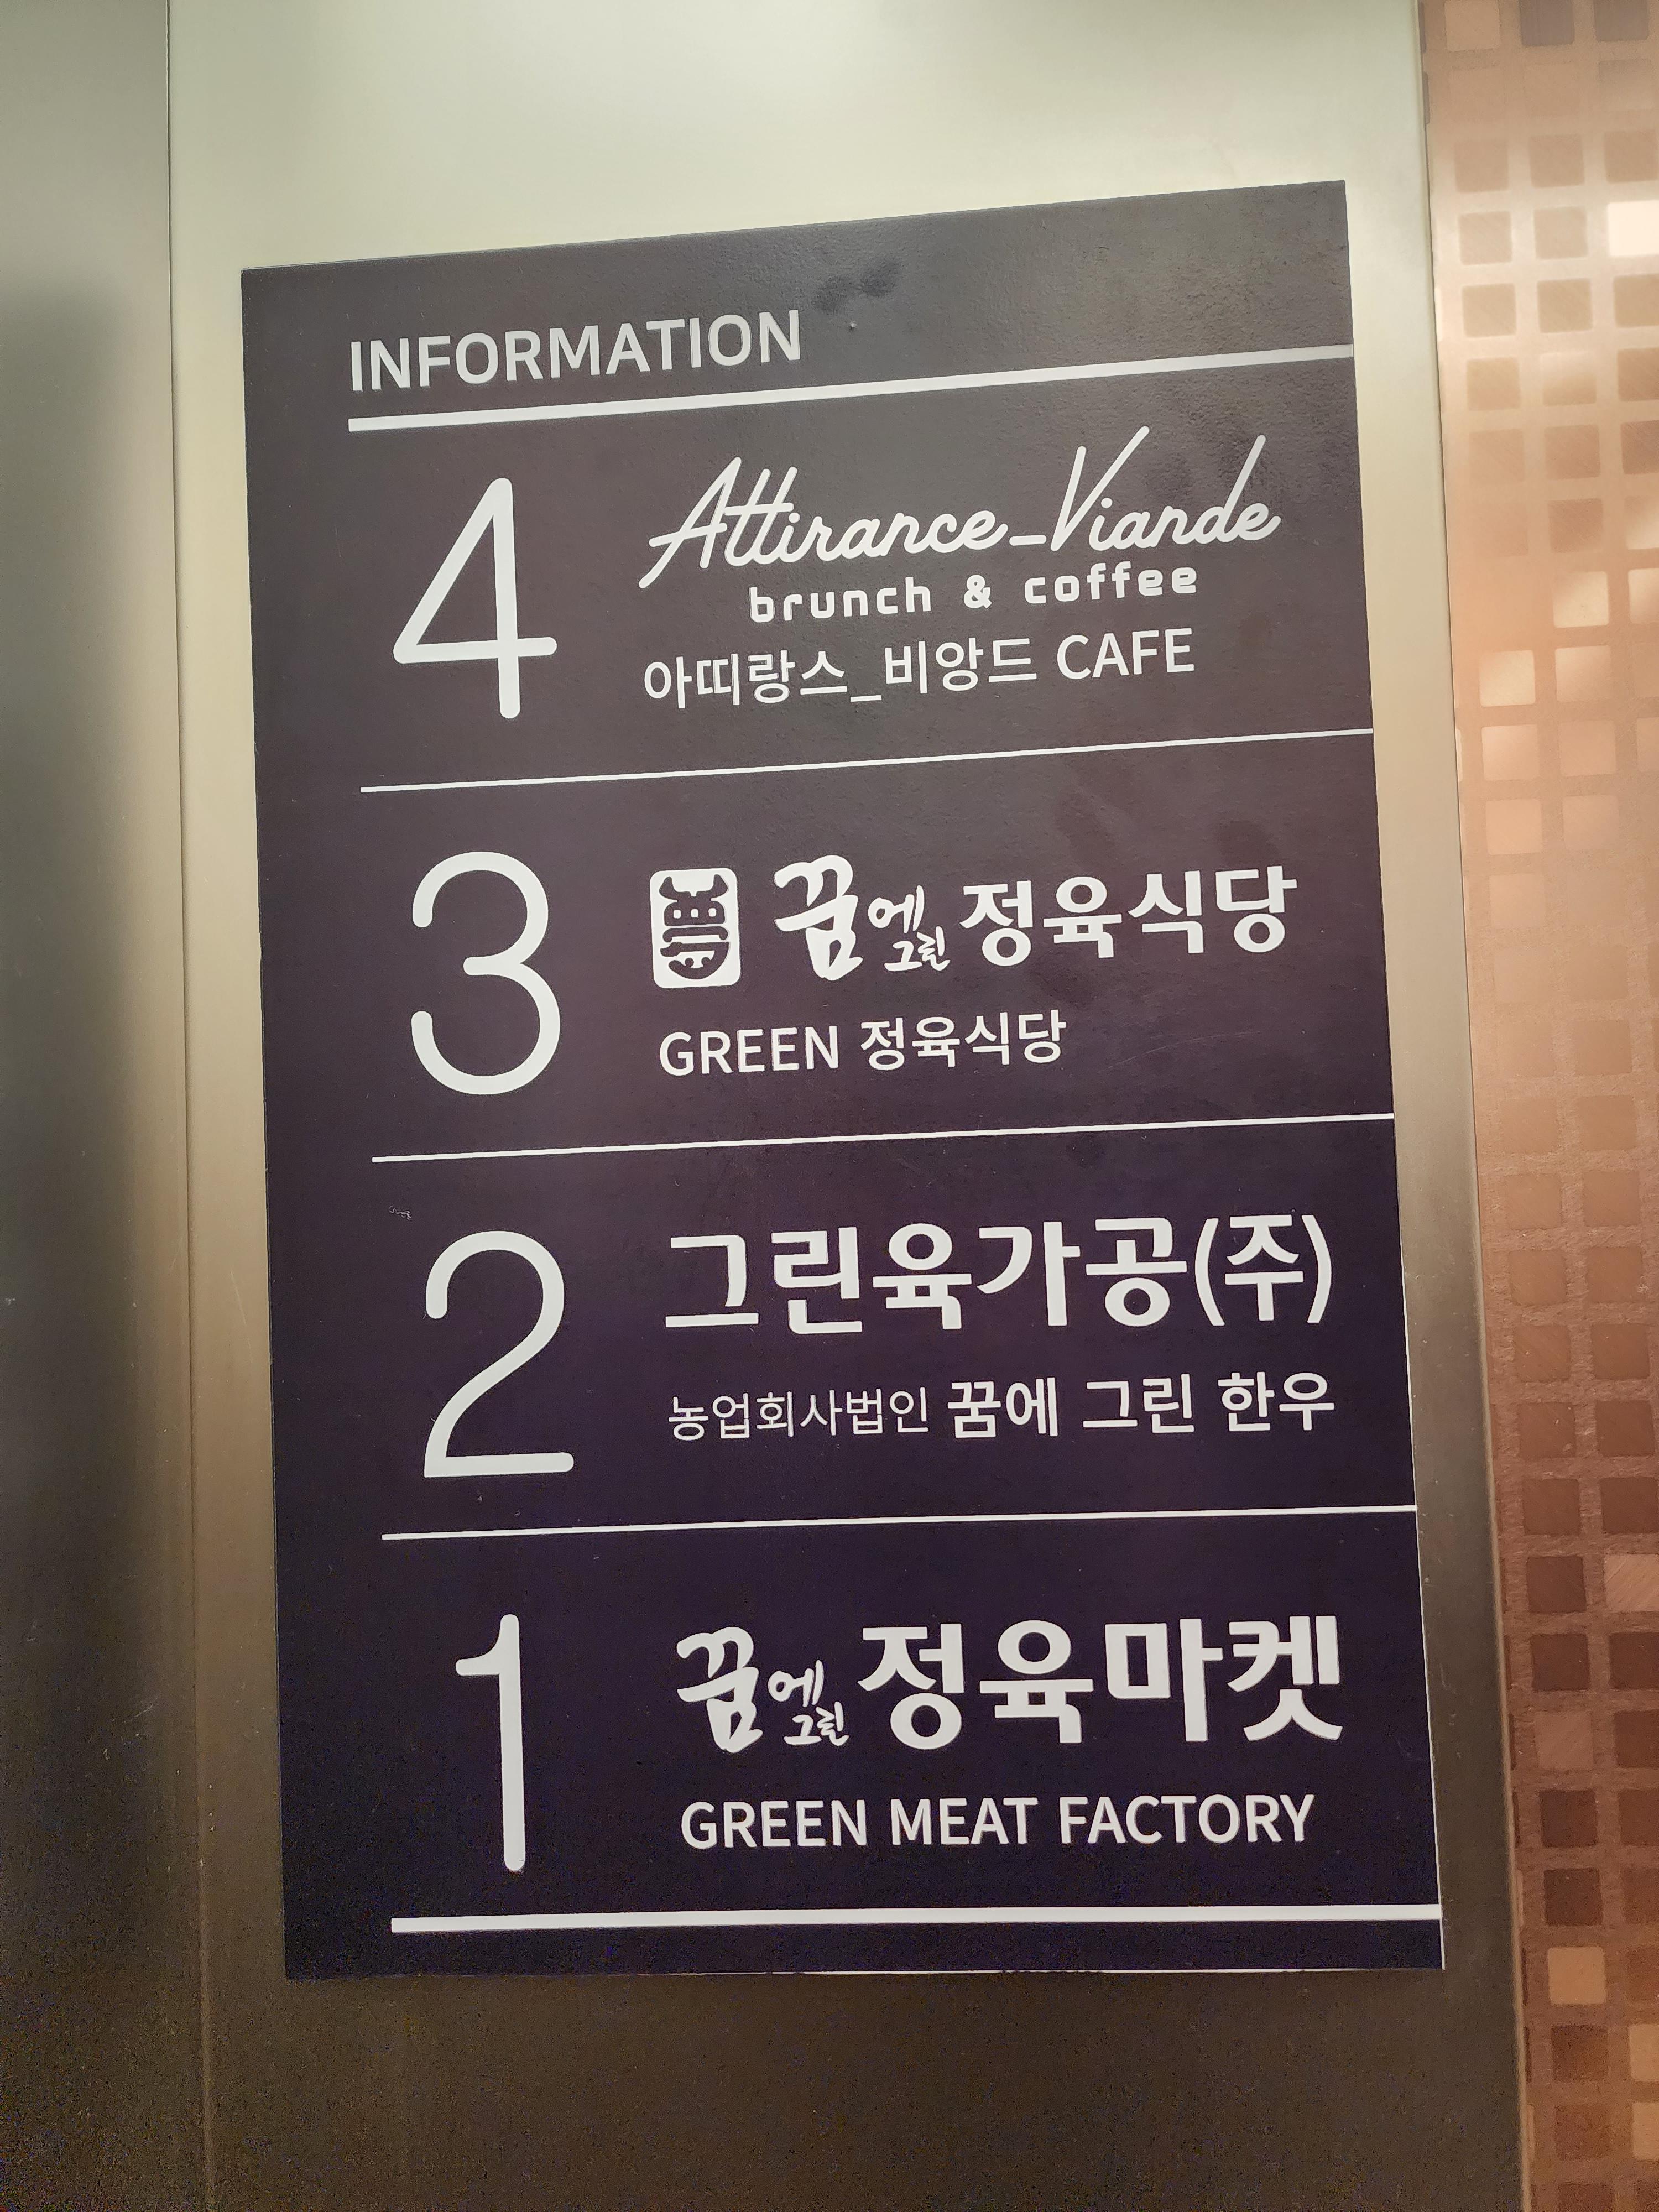 INFORMATION
4
Attirance_Viande
brunch & coffee
아띠랑스_비앙드 CAFE
3
꿈에그린 정육식당
GREEN 정육식당
2
그린육가공(주)
농업회사법인 꿈에 그린 한우
1
꿈에그린 정육마켓
GREEN MEAT FACTORY